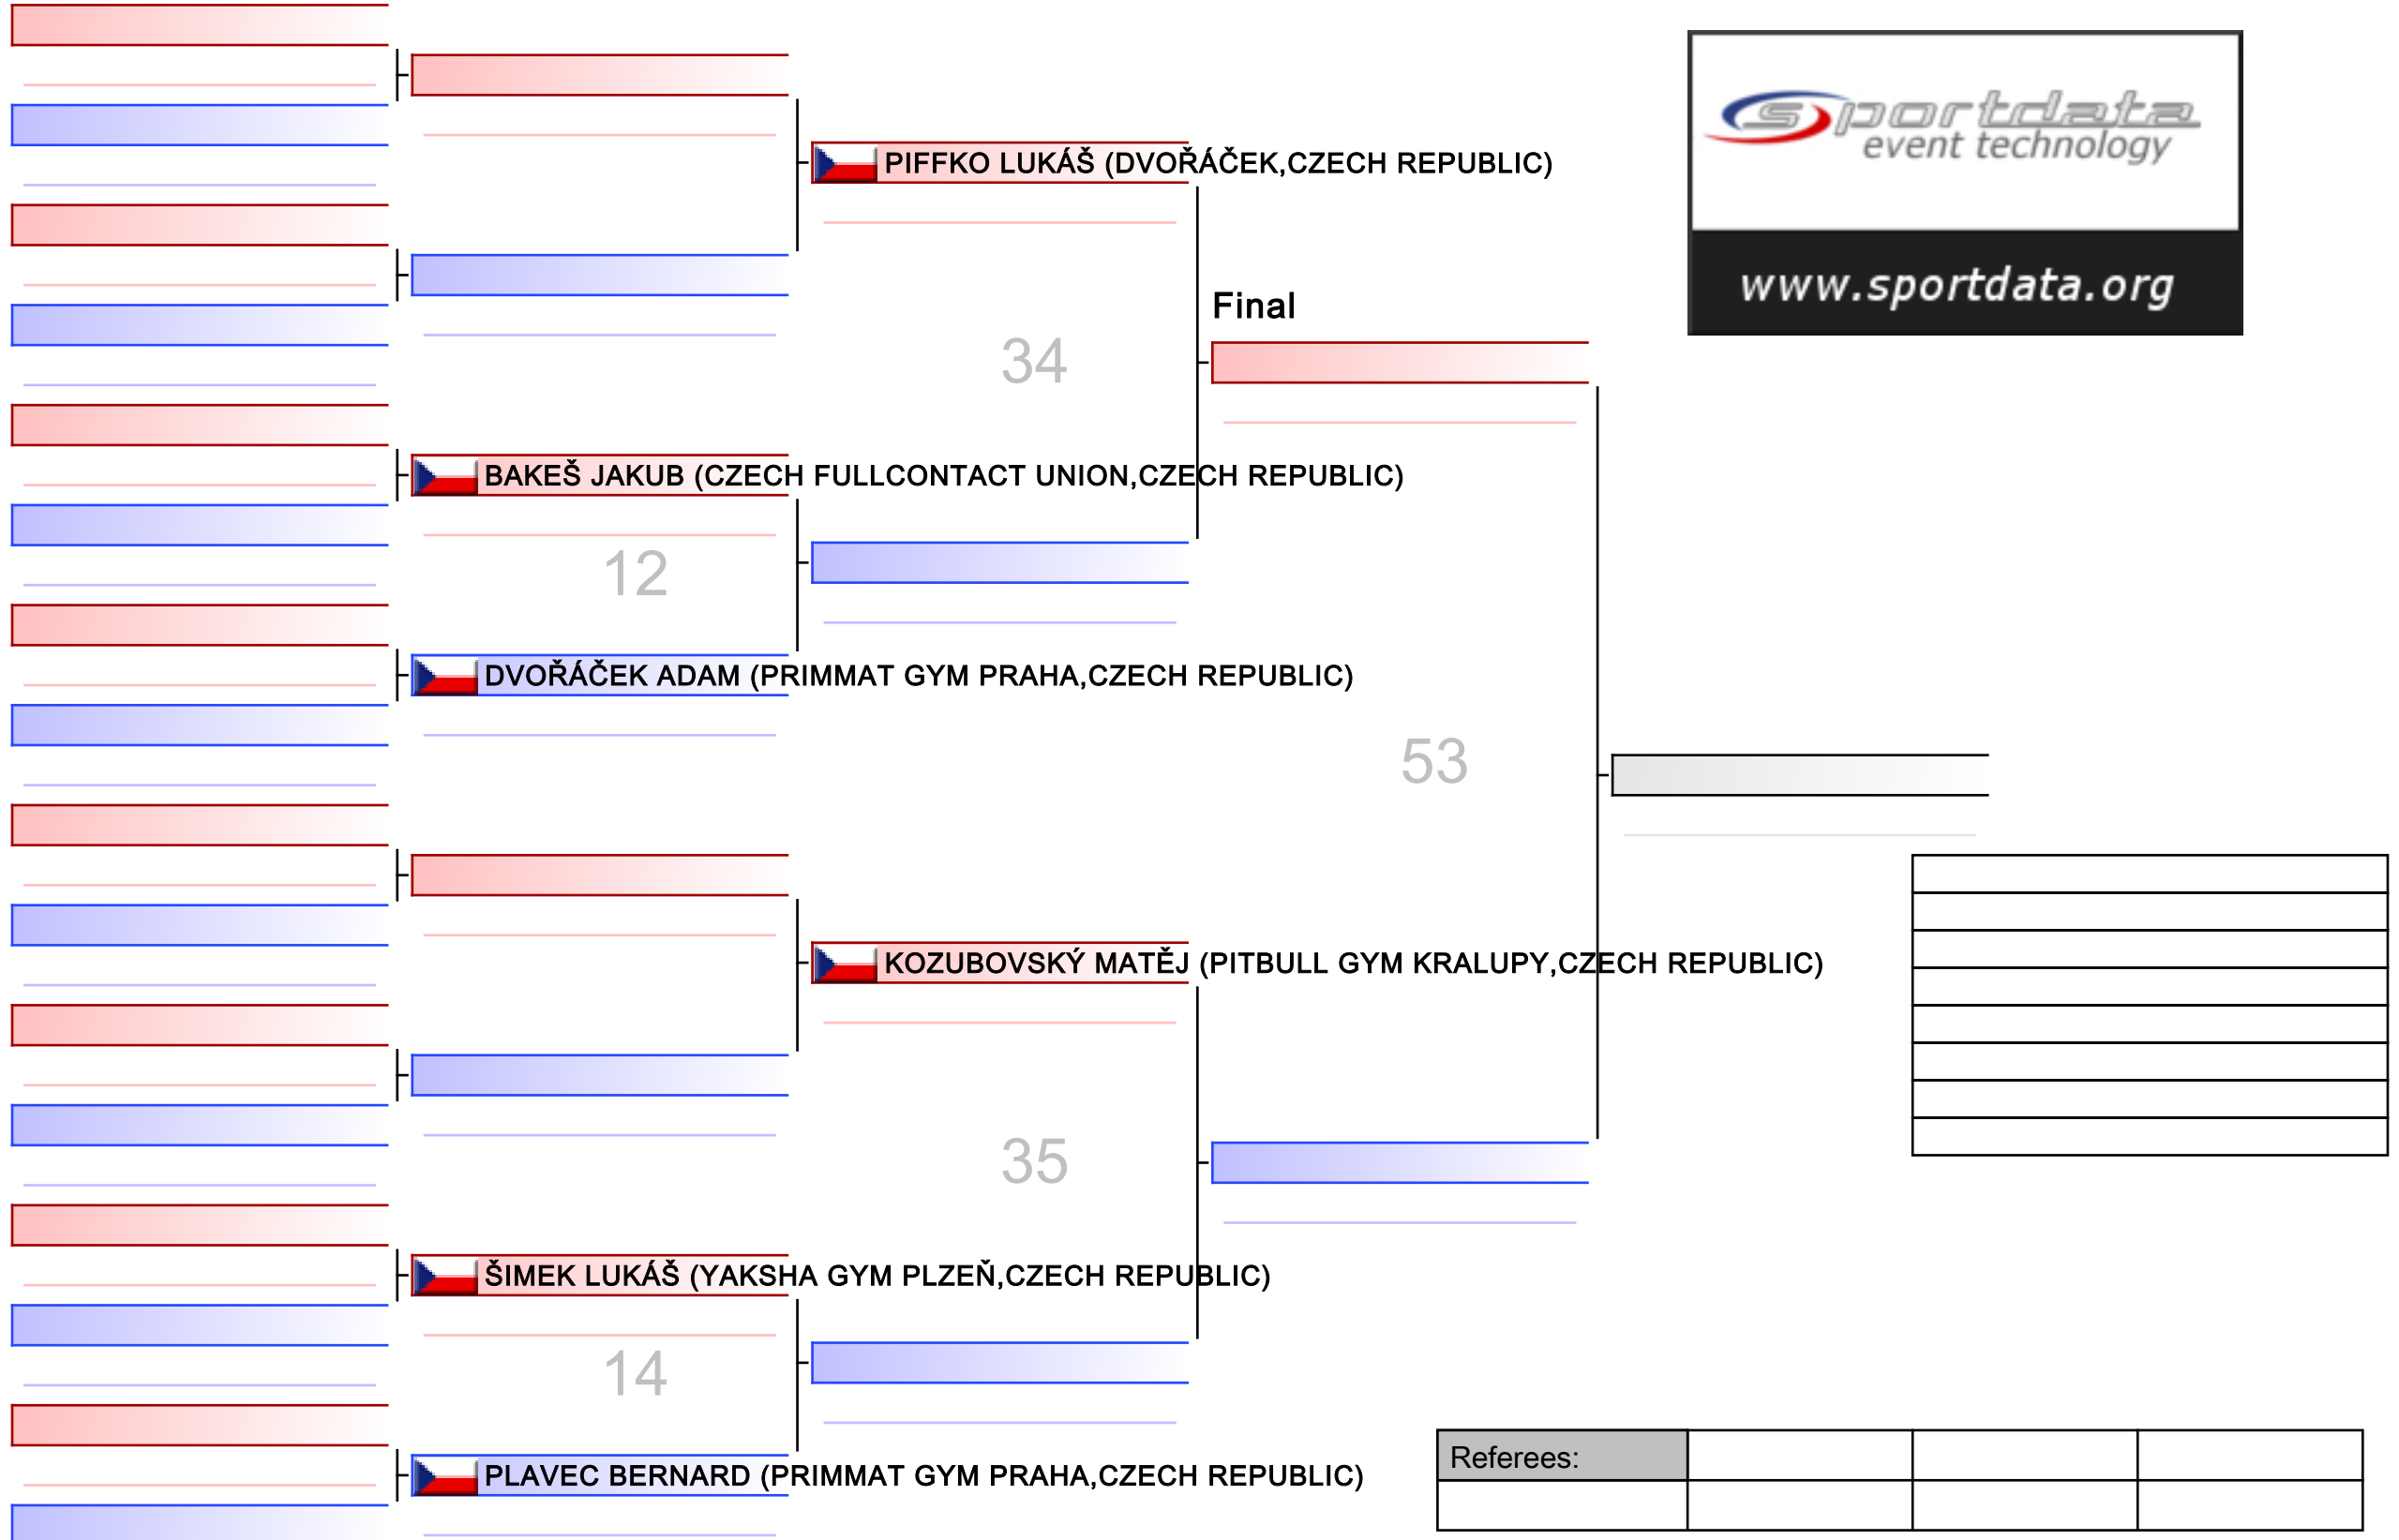 sportdata
event technology
www.sportdata.org
PIFFKO LUKÁŠ (DVOŘÁČEK,CZECH REPUBLIC)
Final
34
BAKEŠ JAKUB (CZECH FULLCONTACT UNION,CZECH REPUBLIC)
12
DVOŘÁČEK ADAM (PRIMMAT GYM PRAHA,CZECH REPUBLIC)
53
KOZUBOVSKÝ MATĚJ (PITBULL GYM KRALUPY,CZECH REPUBLIC)
35
ŠIMEK LUKÁŠ (YAKSHA GYM PLZEŇ,CZECH REPUBLIC)
14
PLAVEC BERNARD (PRIMMAT GYM PRAHA,CZECH REPUBLIC)
Referees: